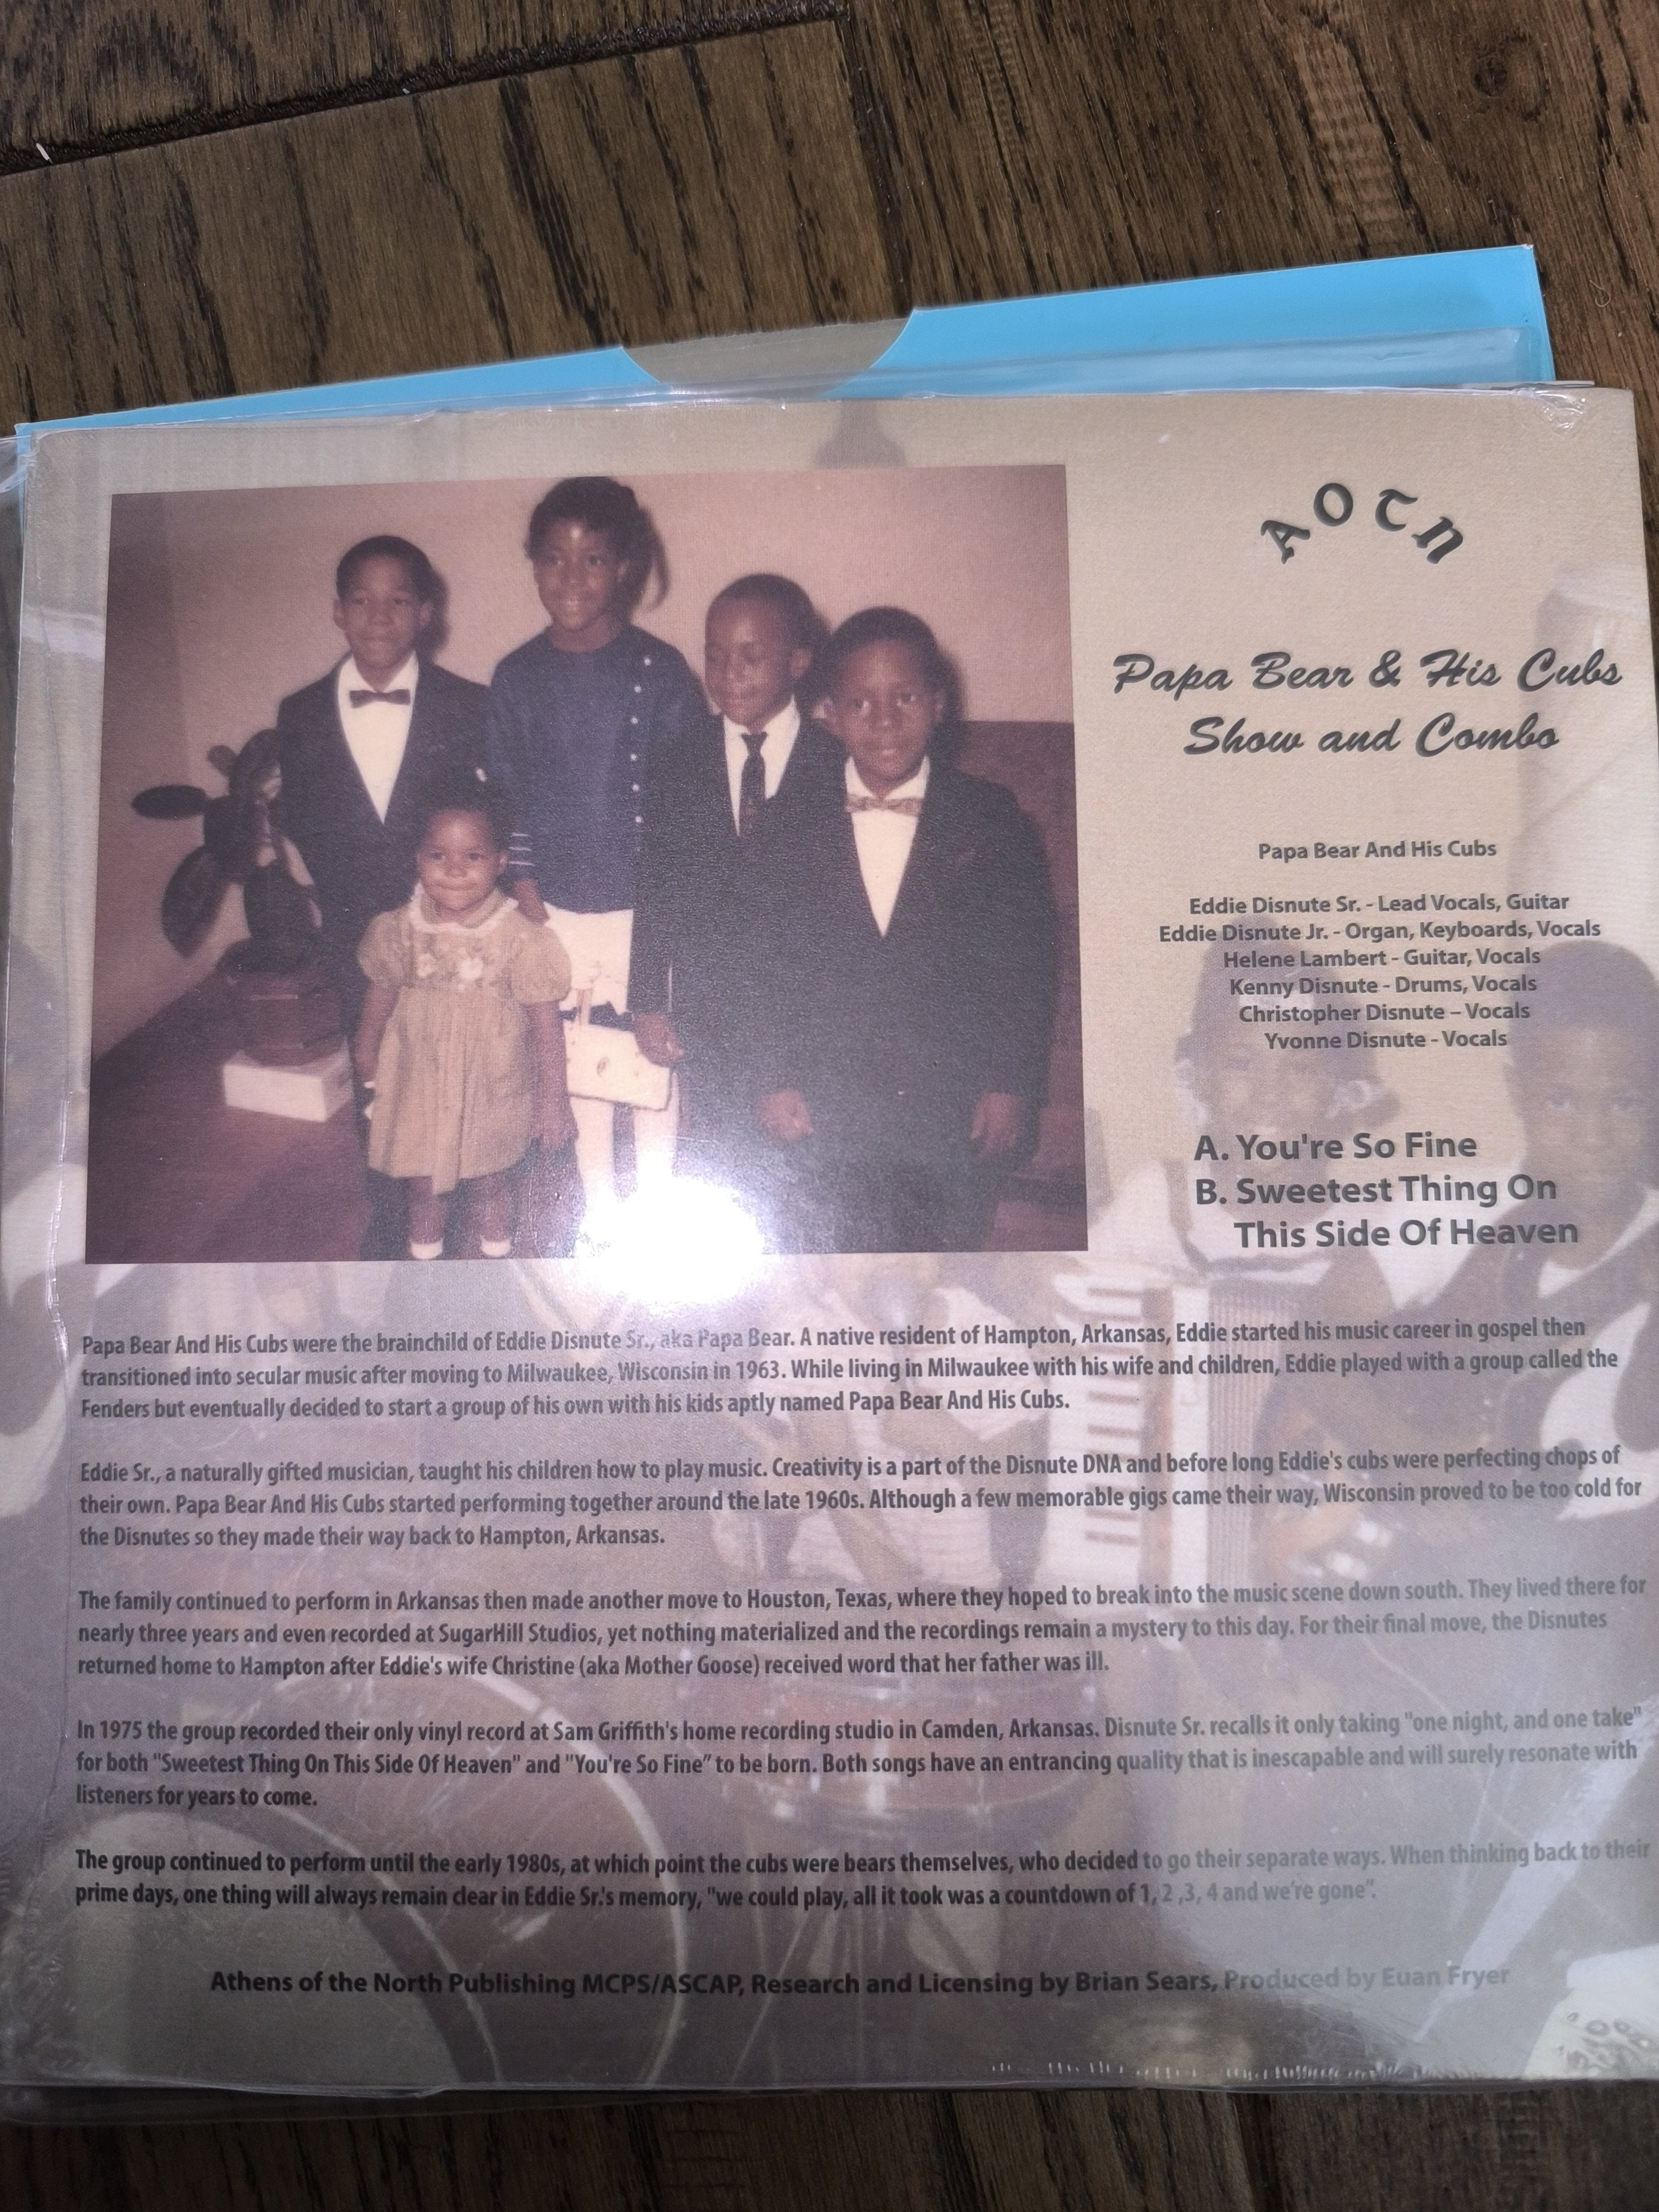 AOTN
Papa Bear & His Cubs
Show and Combo
Papa Bear And His Cubs
Eddie Disnute Sr. - Lead Vocals, Guitar
Eddie Disnute Jr. - Organ, Keyboards, Vocals
Helene Lambert - Guitar, Vocals
Kenny Disnute - Drums, Vocals
Christopher Disnute – Vocals
Yvonne Disnute - Vocals
A. You're So Fine
B. Sweetest Thing On
This Side Of Heaven
Papa Bear And His Cubs were the brainchild of Eddie Disnute Sr., aka Papa Bear. A native resident of Hampton, Arkansas, Eddie started his music career in gospel then
transitioned into secular music after moving to Milwaukee, Wisconsin in 1963. While living in Milwaukee with his wife and children, Eddie played with a group called the
Fenders but eventually decided to start a group of his own with his kids aptly named Papa Bear And His Cubs.
Eddie Sr., a naturally gifted musician, taught his children how to play music. Creativity is a part of the Disnute DNA and before long Eddie's cubs were perfecting chops of
their own. Papa Bear And His Cubs started performing together around the late 1960s. Although a few memorable gigs came their way, Wisconsin proved to be too cold for
the Disnutes so they made their way back to Hampton, Arkansas.
The family continued to perform in Arkansas then made another move to Houston, Texas, where they hoped to break into the music scene down south. They lived there for
nearly three years and even recorded at SugarHill Studios, yet nothing materialized and the recordings remain a mystery to this day. For their final move, the Disnutes
returned home to Hampton after Eddie's wife Christine (aka Mother Goose) received word that her father was ill.
In 1975 the group recorded their only vinyl record at Sam Griffith's home recording studio in Camden, Arkansas. Disnute Sr. recalls it only taking "one night, and one take"
for both "Sweetest Thing On This Side Of Heaven" and "You're So Fine” to be born. Both songs have an entrancing quality that is inescapable and will surely resonate with
listeners for years to come.
The group continued to perform until the early 1980s, at which point the cubs were bears themselves, who decided to go their separate ways. When thinking back to their
prime days, one thing will always remain clear in Eddie Sr.'s memory, "we could play, all it took was a countdown of 1, 2 ,3, 4 and we're gone".
Athens of the North Publishing MCPS/ASCAP, Research and Licensing by Brian Sears, Produced by Euan Fryer